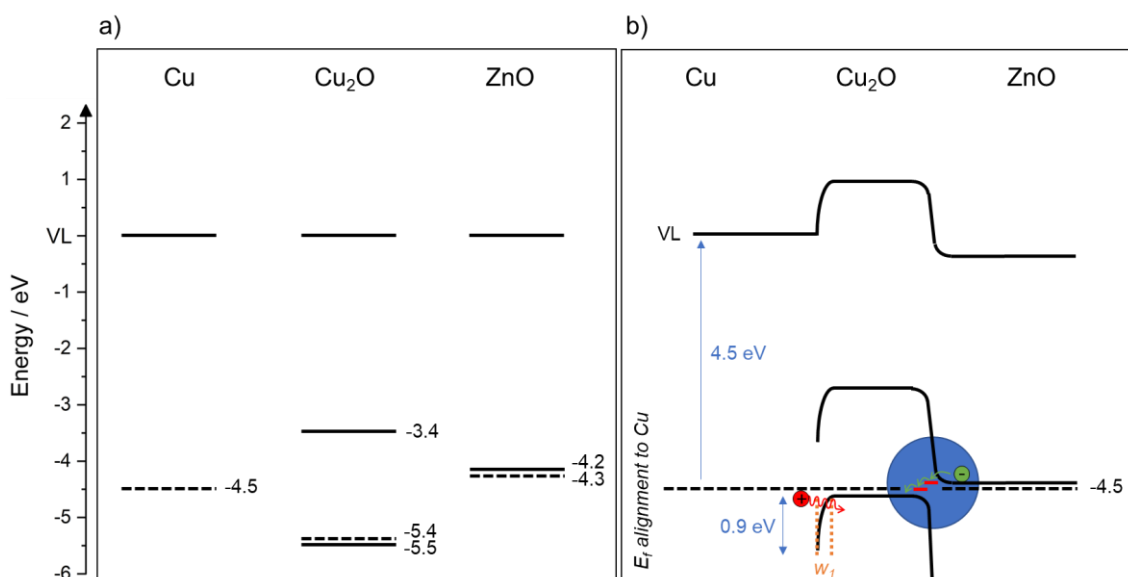 a)
Cu Cu₂O ZnO
Energy / eV
2
1
VL
-1
-2
-3
-4
-5
-6
-3.4
-4.2
-4.3
-4.5
-5.4
-5.5
b)
Cu Cu₂O ZnO
VL
4.5 eV
E_f alignment to Cu
+
-
-4.5
0.9 eV
w₁